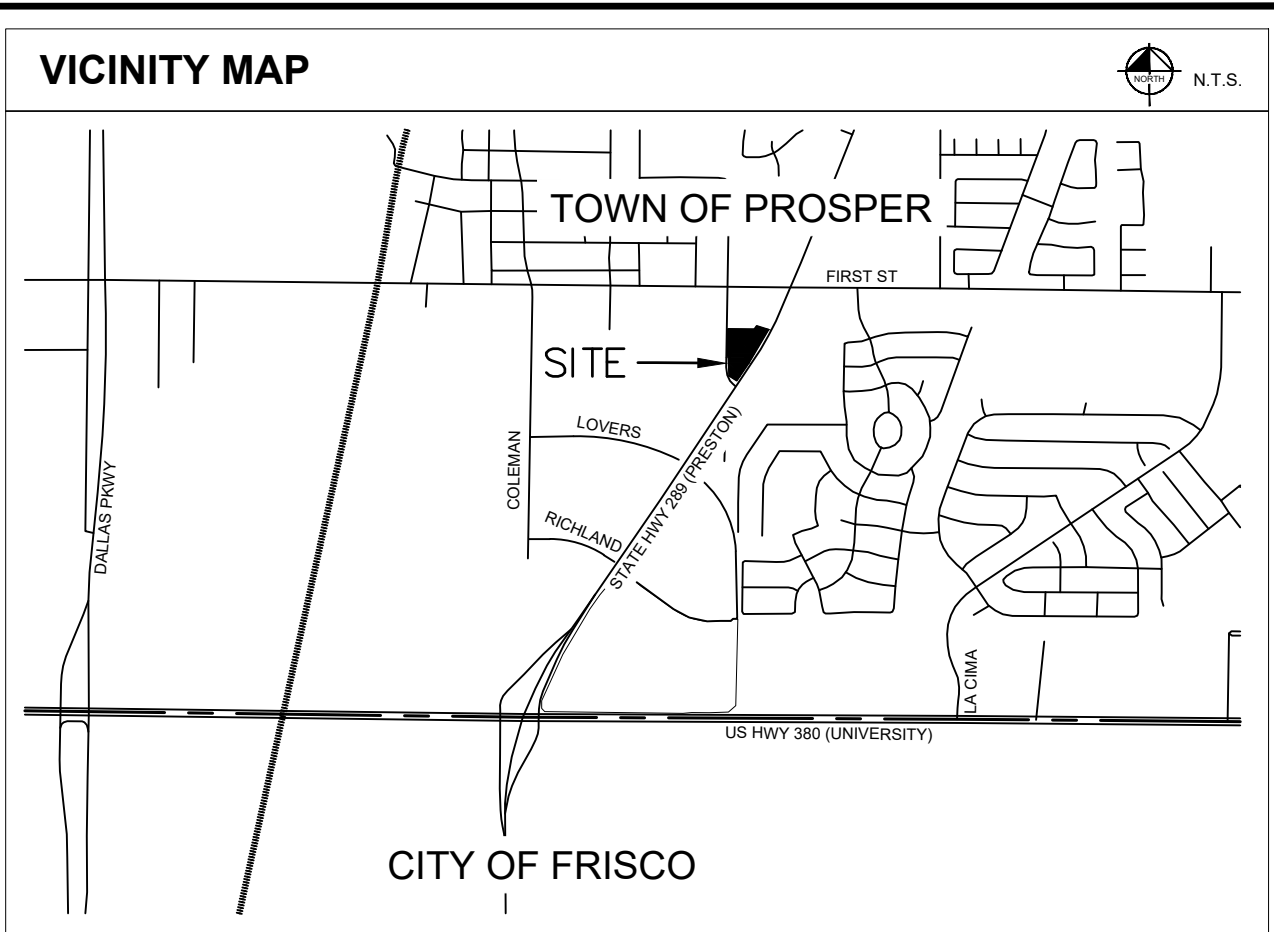 VICINITY MAP
NORTH
N.T.S.
TOWN OF PROSPER
FIRST ST
SITE
LOVERS
COLEMAN
STATE HWY 289 (PRESTON)
DALLAS PKWY
RICHLAND
LA CIMA
US HWY 380 (UNIVERSITY)
CITY OF FRISCO